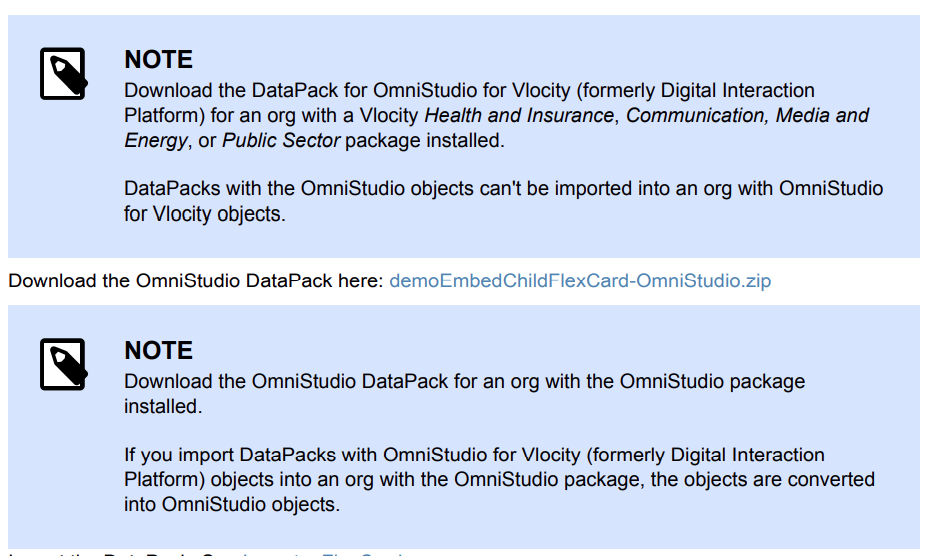 NOTE
Download the DataPack for OmniStudio for Vlocity (formerly Digital Interaction
Platform) for an org with a Vlocity Health and Insurance, Communication, Media and
Energy, or Public Sector package installed.
DataPacks with the OmniStudio objects can't be imported into an org with OmniStudio
for Vlocity objects.
Download the OmniStudio DataPack here: demoEmbedChildFlexCard-OmniStudio.zip
NOTE
Download the OmniStudio DataPack for an org with the OmniStudio package
installed.
If you import DataPacks with OmniStudio for Vlocity (formerly Digital Interaction
Platform) objects into an org with the OmniStudio package, the objects are converted
into OmniStudio objects.